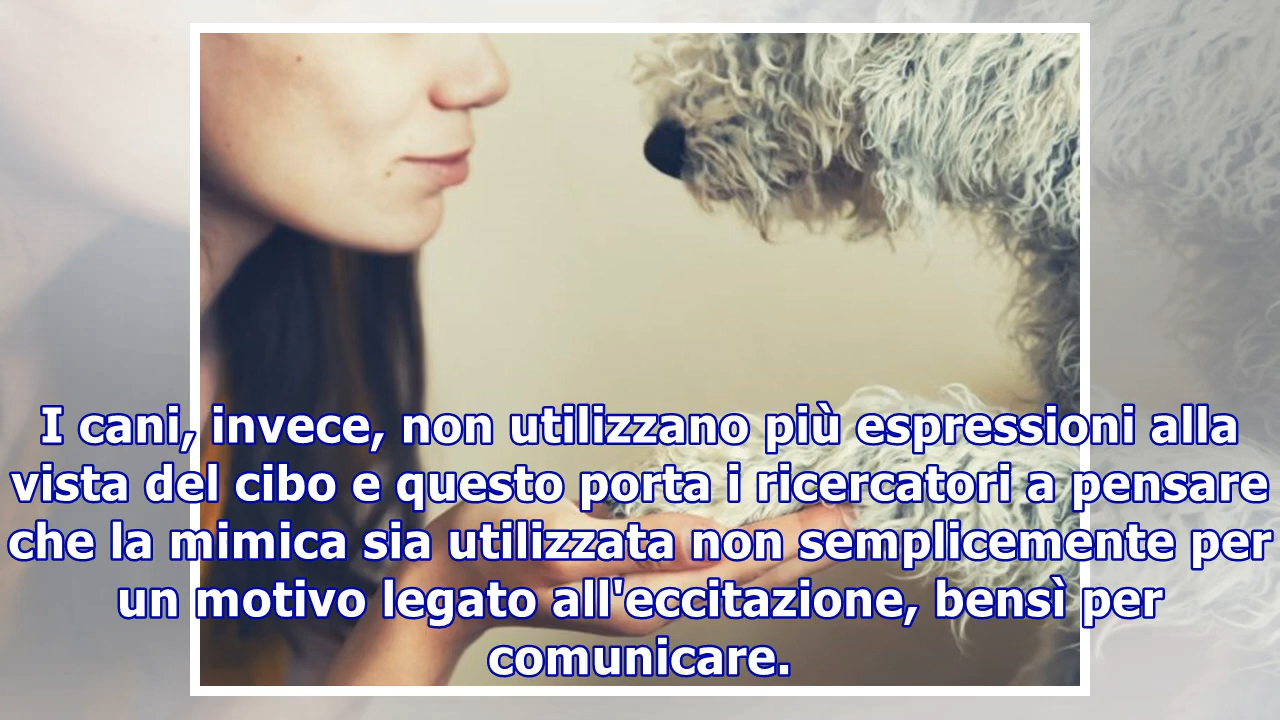 I cani, invece, non utilizzano più espressioni alla
vista del cibo e questo porta i ricercatori a pensare
che la mimica sia utilizzata non semplicemente per
un motivo legato all'eccitazione, bensì per
comunicare.